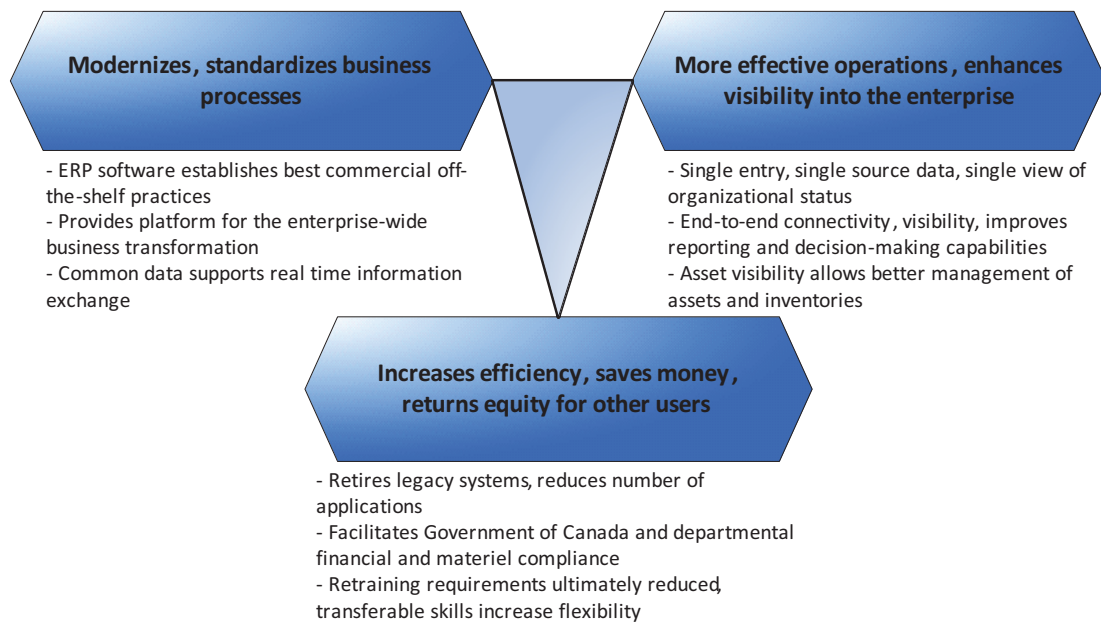 Modernizes, standardizes business
processes
- ERP software establishes best commercial off-
the-shelf practices
- Provides platform for the enterprise-wide
business transformation
- Common data supports real time information
exchange
More effective operations, enhances
visibility into the enterprise
- Single entry, single source data, single view of
organizational status
- End-to-end connectivity, visibility, improves
reporting and decision-making capabilities
- Asset visibility allows better management of
assets and inventories
Increases efficiency, saves money,
returns equity for other users
- Retires legacy systems, reduces number of
applications
- Facilitates Government of Canada and departmental
financial and materiel compliance
- Retraining requirements ultimately reduced,
transferable skills increase flexibility